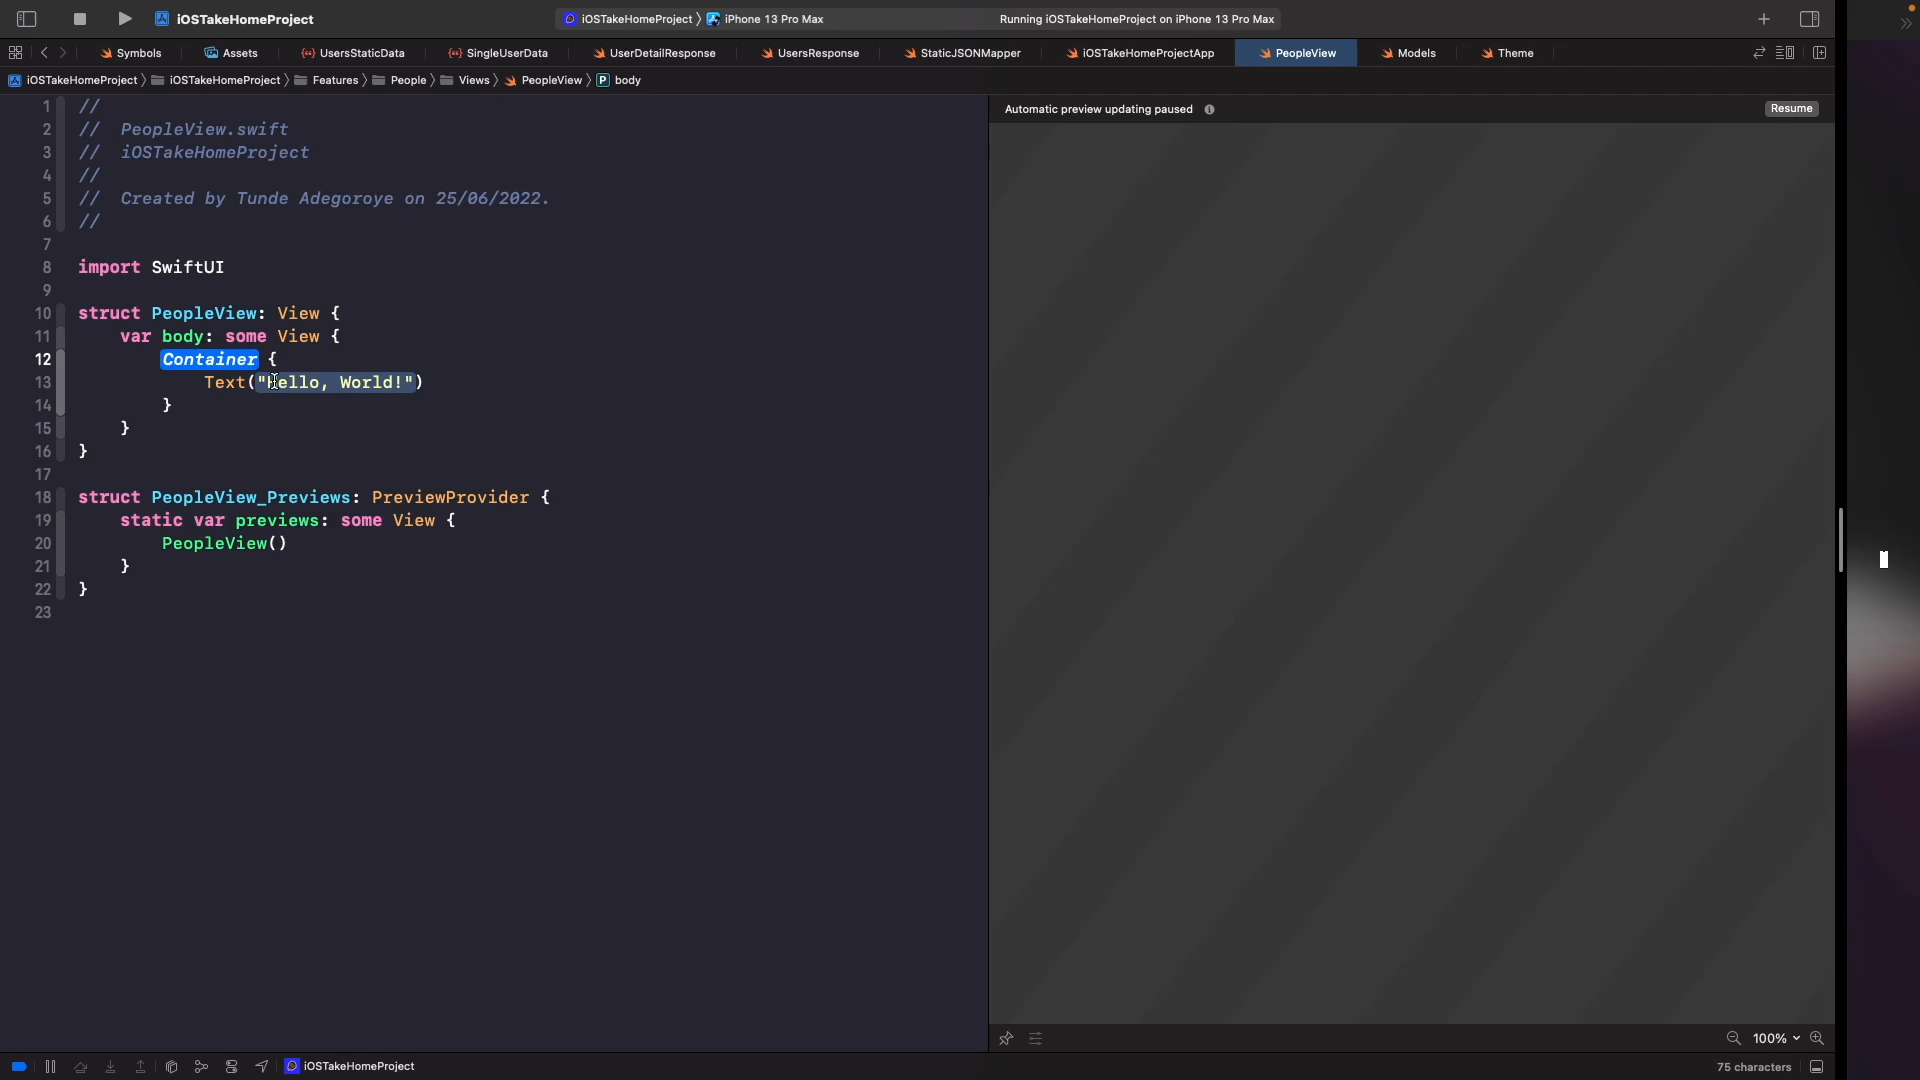 iOSTakeHomeProject
iOSTakeHomeProject 〉 iPhone 13 Pro Max
Running iOSTakeHomeProject on iPhone 13 Pro Max
Symbols
Assets
UsersStaticData
SingleUserData
UserDetailResponse
UsersResponse
StaticJSONMapper
iOSTakeHomeProjectApp
PeopleView
Models
Theme
iOSTakeHomeProject 〉 iOSTakeHomeProject 〉 Features 〉 People 〉 Views 〉 PeopleView 〉 P body
Automatic preview updating paused
Resume
1 //
2 //  PeopleView.swift
3 //  iOSTakeHomeProject
4 //
5 //  Created by Tunde Adegoroye on 25/06/2022.
6 //
7
8 import SwiftUI
9
10 struct PeopleView: View {
11     var body: some View {
12         Container {
13             Text("Hello, World!")
14         }
15     }
16 }
17
18 struct PeopleView_Previews: PreviewProvider {
19     static var previews: some View {
20         PeopleView()
21     }
22 }
23
100%
iOSTakeHomeProject
75 characters